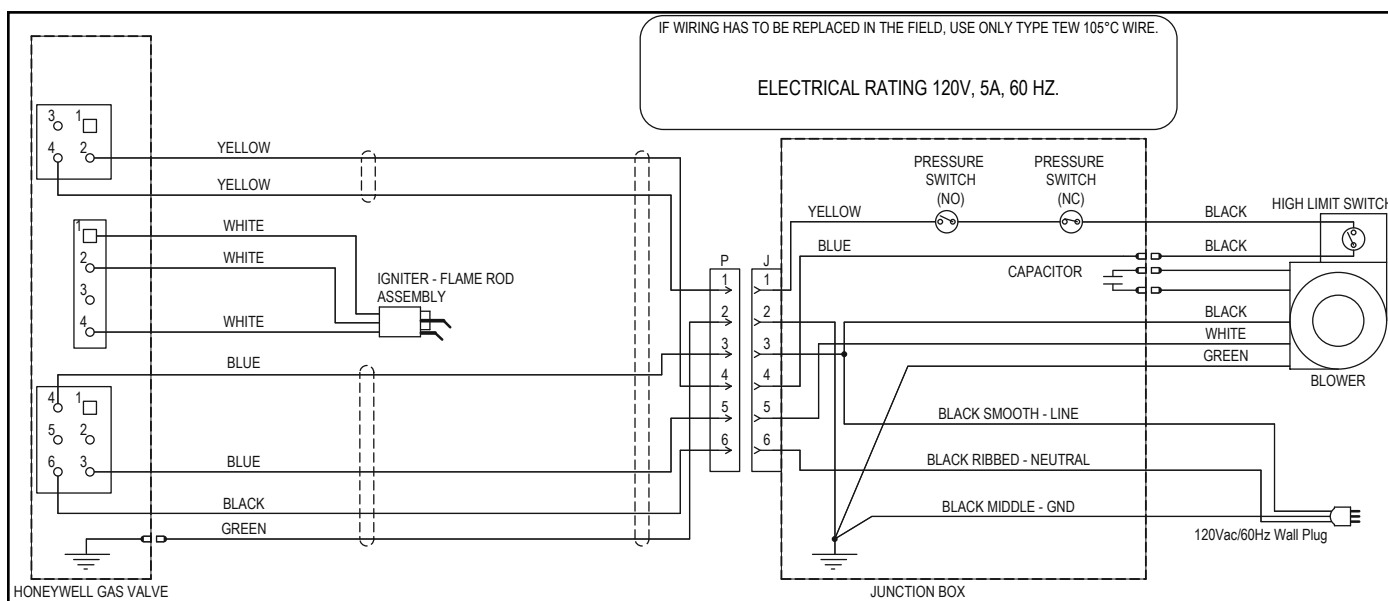 IF WIRING HAS TO BE REPLACED IN THE FIELD, USE ONLY TYPE TEW 105°C WIRE.
ELECTRICAL RATING 120V, 5A, 60 HZ.
3 1
4 2
YELLOW
YELLOW
1
2
3
4
WHITE
WHITE
WHITE
IGNITER - FLAME ROD
ASSEMBLY
4 1
5 2
6 3
BLUE
BLUE
BLACK
GREEN
HONEYWELL GAS VALVE
P J
1 1
2 2
3 3
4 4
5 5
6 6
PRESSURE
SWITCH
(NO)
PRESSURE
SWITCH
(NC)
YELLOW
BLUE
CAPACITOR
BLACK
BLACK
HIGH LIMIT SWITCH
BLACK
WHITE
GREEN
BLOWER
BLACK SMOOTH - LINE
BLACK RIBBED - NEUTRAL
BLACK MIDDLE - GND
120Vac/60Hz Wall Plug
JUNCTION BOX